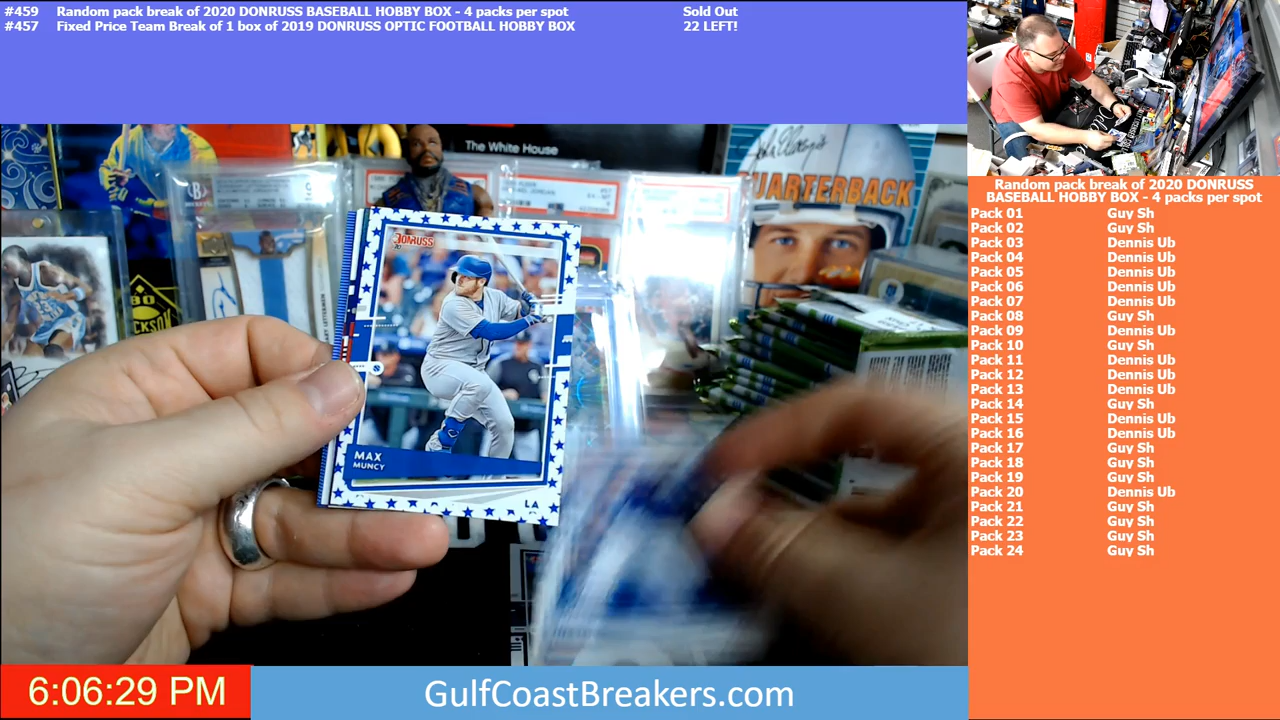 #459 Random pack break of 2020 DONRUSS BASEBALL HOBBY BOX - 4 packs per spot Sold Out
#457 Fixed Price Team Break of 1 box of 2019 DONRUSS OPTIC FOOTBALL HOBBY BOX 22 LEFT!
The White House
QUARTERBACK
DONRUSS
MAX
MUNCY
LA
Random pack break of 2020 DONRUSS
BASEBALL HOBBY BOX - 4 packs per spot
Pack 01 Guy Sh
Pack 02 Guy Sh
Pack 03 Dennis Ub
Pack 04 Dennis Ub
Pack 05 Dennis Ub
Pack 06 Dennis Ub
Pack 07 Dennis Ub
Pack 08 Guy Sh
Pack 09 Dennis Ub
Pack 10 Guy Sh
Pack 11 Dennis Ub
Pack 12 Dennis Ub
Pack 13 Dennis Ub
Pack 14 Guy Sh
Pack 15 Dennis Ub
Pack 16 Dennis Ub
Pack 17 Guy Sh
Pack 18 Guy Sh
Pack 19 Guy Sh
Pack 20 Dennis Ub
Pack 21 Guy Sh
Pack 22 Guy Sh
Pack 23 Guy Sh
Pack 24 Guy Sh
6:06:29 PM
GulfCoastBreakers.com